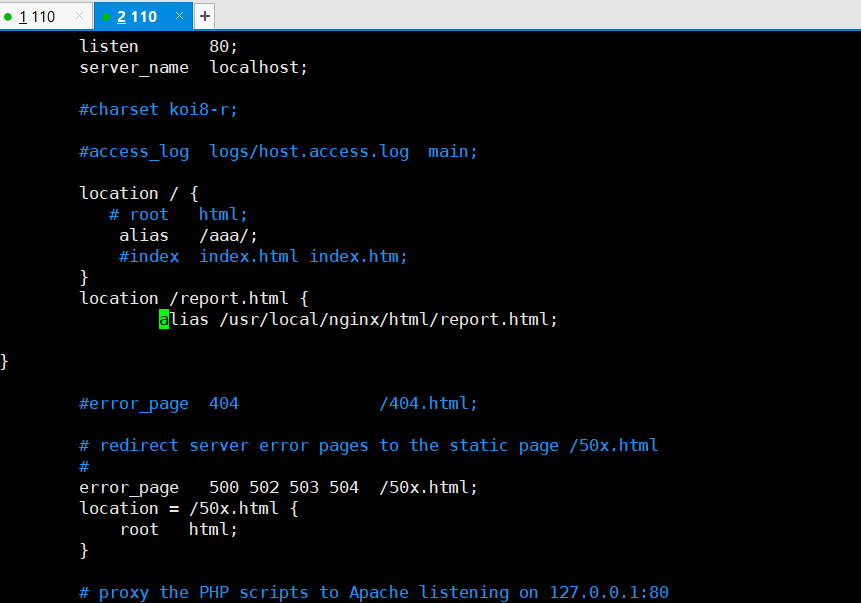 1 110 × 2 110 × +
listen       80;
server_name  localhost;
#charset koi8-r;
#access_log  logs/host.access.log  main;
location / {
# root   html;
alias   /aaa/;
#index  index.html index.htm;
}
location /report.html {
alias /usr/local/nginx/html/report.html;
}
#error_page  404              /404.html;
# redirect server error pages to the static page /50x.html
#
error_page   500 502 503 504  /50x.html;
location = /50x.html {
root   html;
}
# proxy the PHP scripts to Apache listening on 127.0.0.1:80